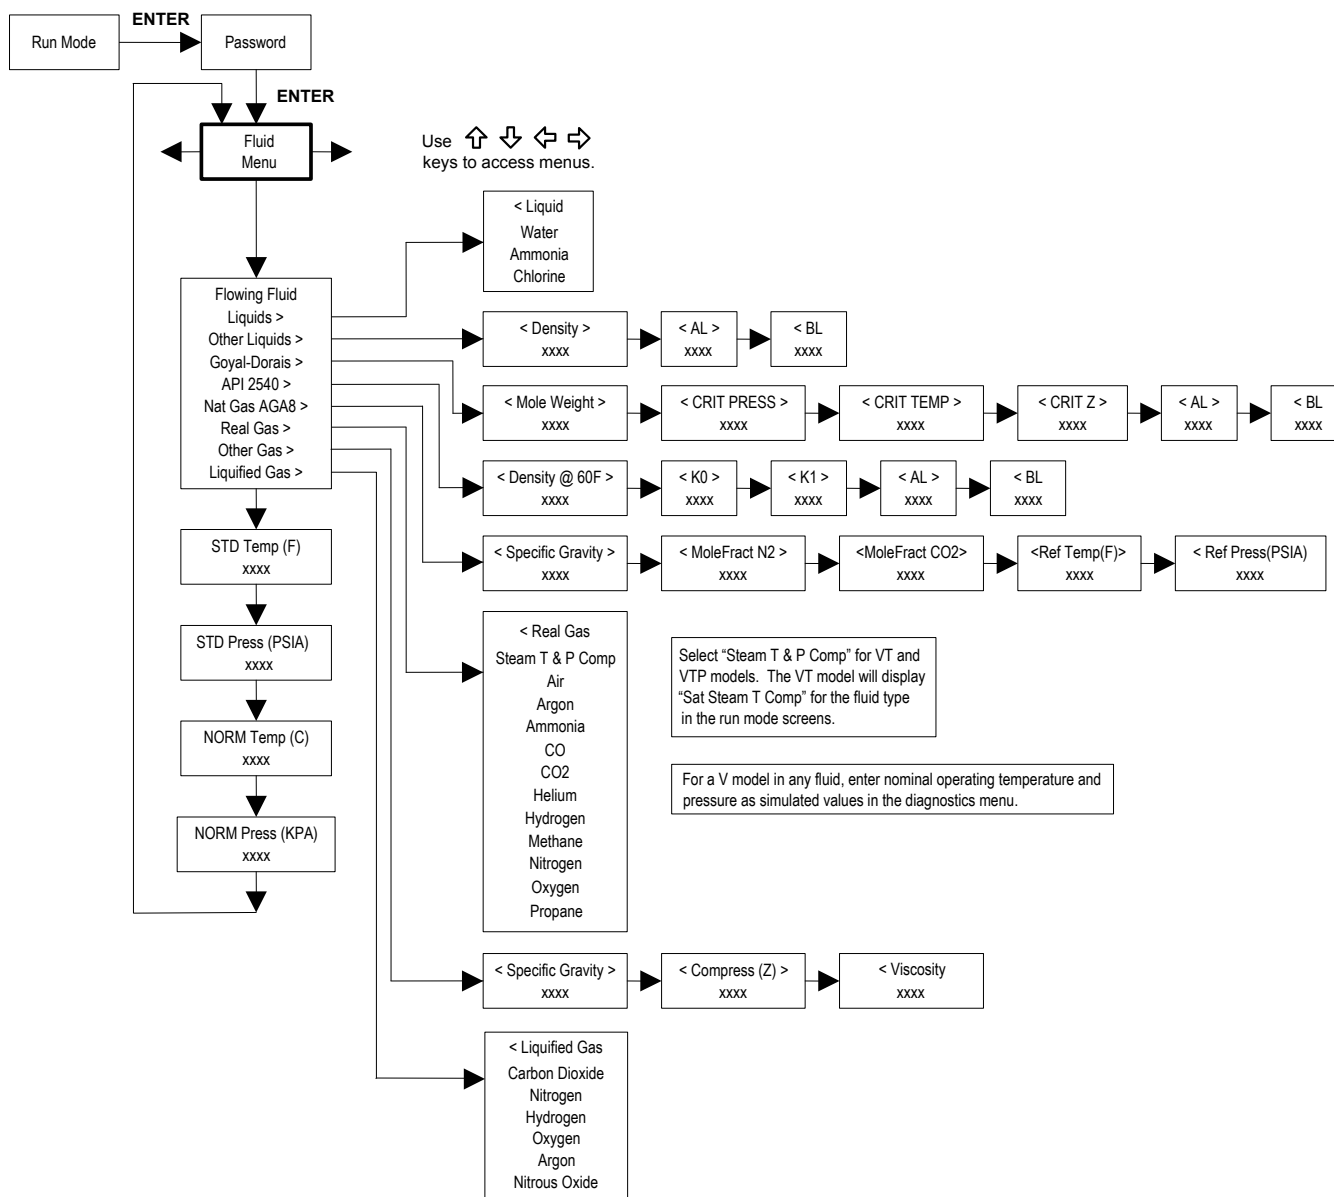 ENTER
Run Mode
Password
ENTER
Fluid
Menu
Use
keys to access menus.
< Liquid
Water
Ammonia
Chlorine
Flowing Fluid
Liquids >
Other Liquids >
Goyal-Dorais >
API 2540 >
Nat Gas AGA8 >
Real Gas >
Other Gas >
Liquified Gas >
< Density >
xxxx
< AL >
xxxx
< BL
xxxx
< Mole Weight >
xxxx
< CRIT PRESS >
xxxx
< CRIT TEMP >
xxxx
< CRIT Z >
xxxx
< AL >
xxxx
< BL
xxxx
< Density @ 60F >
xxxx
< K0 >
xxxx
< K1 >
xxxx
< AL >
xxxx
< BL
xxxx
< Specific Gravity >
xxxx
< MoleFract N2 >
xxxx
<MoleFract CO2>
xxxx
<Ref Temp(F)>
xxxx
< Ref Press(PSIA)
xxxx
STD Temp (F)
xxxx
STD Press (PSIA)
xxxx
NORM Temp (C)
xxxx
NORM Press (KPA)
xxxx
< Real Gas
Steam T & P Comp
Air
Argon
Ammonia
CO
CO2
Helium
Hydrogen
Methane
Nitrogen
Oxygen
Propane
Select “Steam T & P Comp” for VT and
VTP models. The VT model will display
“Sat Steam T Comp” for the fluid type
in the run mode screens.
For a V model in any fluid, enter nominal operating temperature and
pressure as simulated values in the diagnostics menu.
< Specific Gravity >
xxxx
< Compress (Z) >
xxxx
< Viscosity
xxxx
< Liquified Gas
Carbon Dioxide
Nitrogen
Hydrogen
Oxygen
Argon
Nitrous Oxide